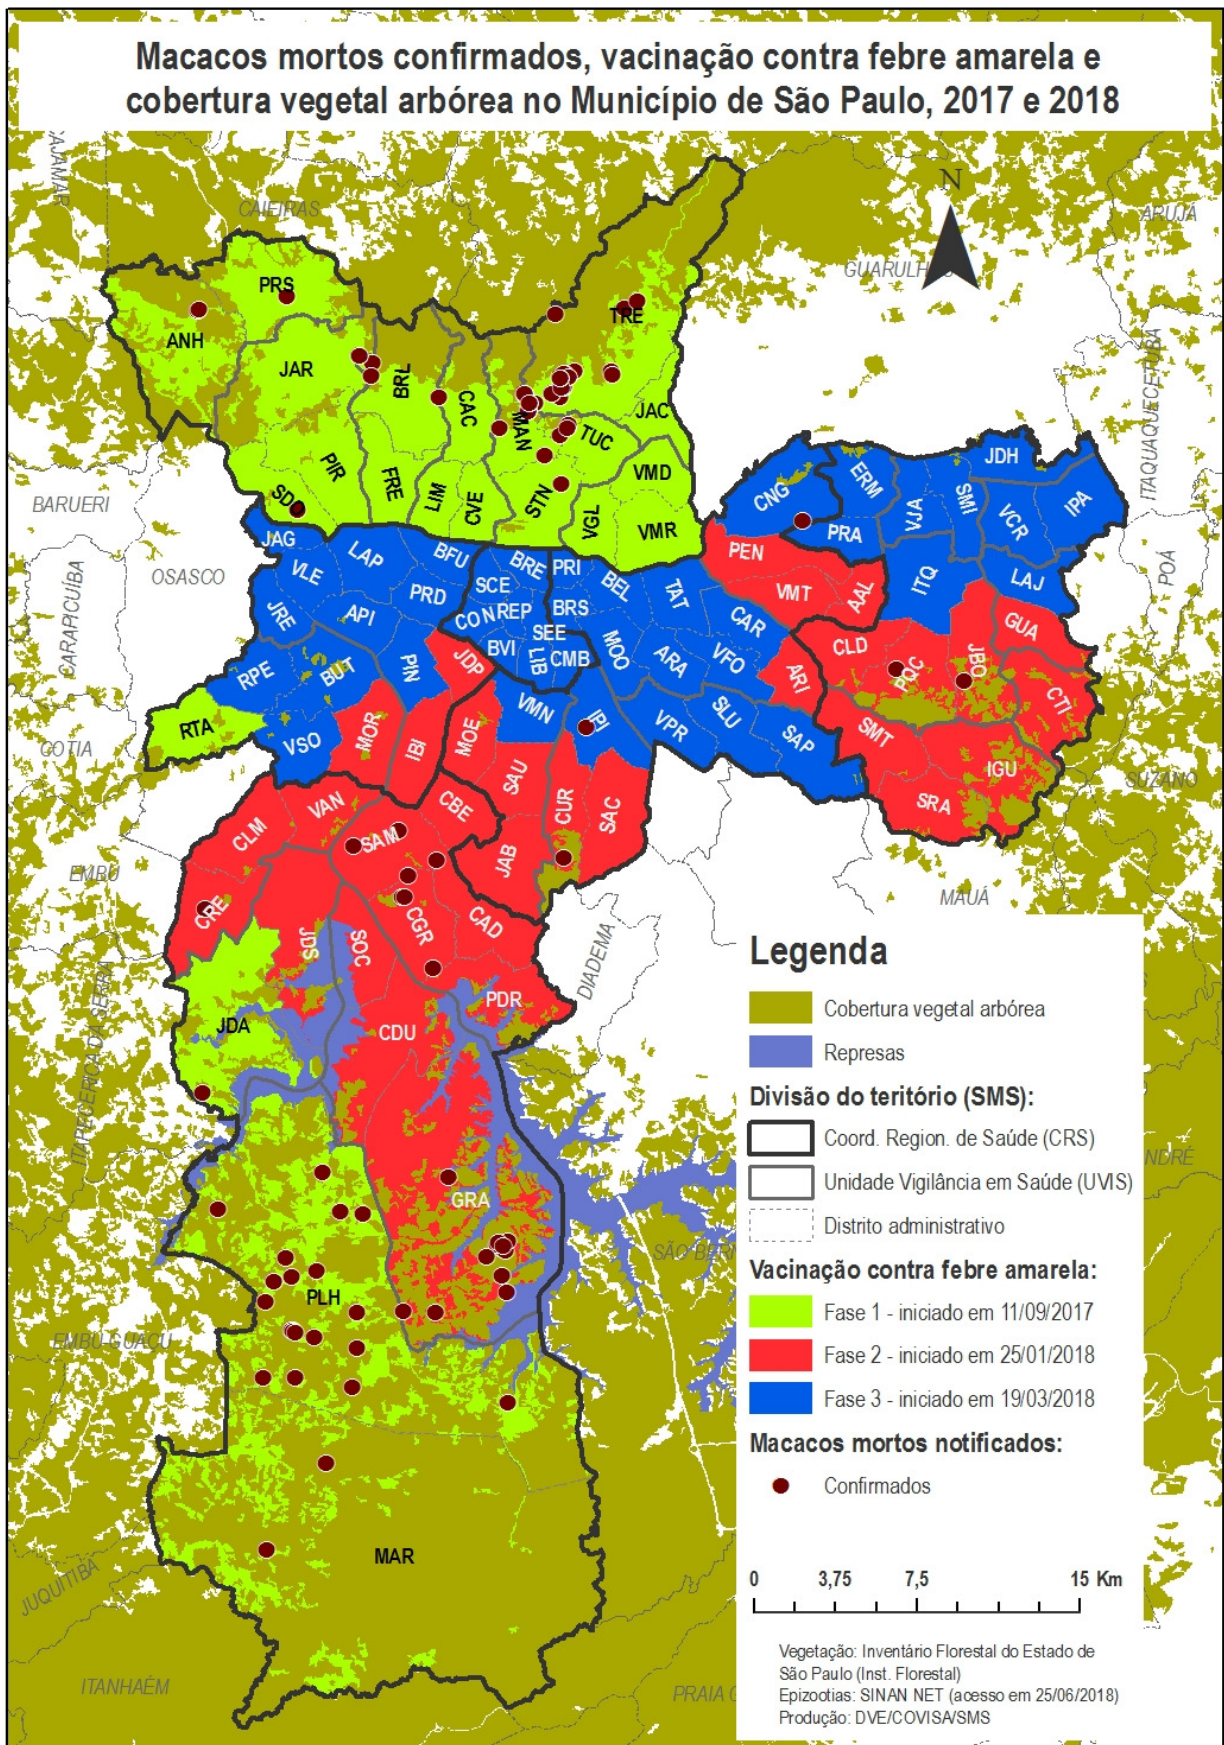 Macacos mortos confirmados, vacinação contra febre amarela e
cobertura vegetal arbórea no Município de São Paulo, 2017 e 2018
CAIEIRAS
N
ARUJÁ
PRS
TRE
ANH
JAR
BRL
CAC
MAN
JAC
TUC
ITAQUAQUECETUBA
PIR
FRE
LIM
CVE
STN
VGL
VMD
VMR
SDO
BARUERI
OSASCO
CARAPICUÍBA
CNG
ERM
JDH
VJA
SMI
VCR
IPA
PRA
PEN
VMT
AAL
ITQ
LAJ
POÁ
JAG
LAP
BFU
VLE
BRE
PRI
BEL
TAT
SCE
PRD
JRE
API
CON
REP
BRS
CAR
SEE
BVI
LIB
CMB
MOO
ARA
VFO
RPE
BUT
PIN
JDP
ARI
CLD
PQC
JBO
GUA
CTI
RTA
COTIA
VSO
MOR
IBI
MOE
VMN
IPI
VPR
SLU
SAP
SMT
IGU
SRA
SUZANO
SAU
CUR
SAC
VAN
CLM
CBE
SAM
JAB
EMBÚ
MAUÁ
CRE
CGR
CAD
JDS
SOC
DIADEMA
PDR
JDA
CDU
ITAPECERICA DA SERRA
GRA
PLH
EMBU-GUAÇU
MAR
JUQUITIBA
ITANHAÉM
Legenda
Cobertura vegetal arbórea
Represas
Divisão do teritório (SMS):
Coord. Region. de Saúde (CRS)
Unidade Vigilância em Saúde (UVIS)
Distrito administrativo
Vacinação contra febre amarela:
Fase 1 - iniciado em 11/09/2017
Fase 2 - iniciado em 25/01/2018
Fase 3 - iniciado em 19/03/2018
Macacos mortos notificados:
Confirmados
0 3,75 7,5 15 Km
Vegetação: Inventário Florestal do Estado de
São Paulo (Inst. Florestal)
Epizootias: SINAN NET (acesso em 25/06/2018)
Produção: DVE/COVISA/SMS